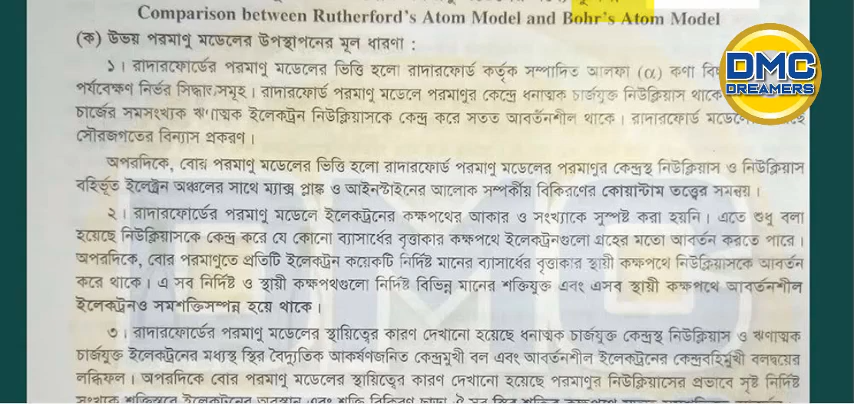 Comparison between Rutherford's Atom Model and Bohr's Atom Model
(ক) উভয় পরমাণু মডেলের উপস্থাপনের মূল ধারণা :
১। রাদারফোর্ডের পরমাণু মডেলের ভিত্তি হলো রাদারফোর্ড কর্তৃক সম্পাদিত আলফা (α) কণা
পর্যবেক্ষণ নির্ভর সিদ্ধান্তসমূহ। রাদারফোর্ড পরমাণু মডেলে পরমাণুর কেন্দ্রে ধনাত্মক চার্জযুক্ত নিউক্লিয়াস থাকে
চার্জের সমসংখ্যক ঋণাত্মক ইলেকট্রন নিউক্লিয়াসকে কেন্দ্র করে সতত আবর্তনশীল থাকে। রাদারফোর্ড
সৌরজগতের বিন্যাস প্রকরণ।
অপরদিকে, বোর পরমাণু মডেলের ভিত্তি হলো রাদারফোর্ড পরমাণু মডেলের পরমাণুর কেন্দ্রস্থ নিউক্লিয়াস ও নিউক্লিয়াস
বহির্ভূত ইলেক্ট্রন অঞ্চলের সাথে ম্যাক্স প্লাঙ্ক ও আইনস্টাইনের আলোক সম্পর্কীয় বিকিরণের কোয়ান্টাম তত্ত্বের সমন্বয়।
২। রাদারফোর্ডের পরমাণু মডেলে ইলেকট্রনের কক্ষপথের আকার ও সংখ্যাকে সুস্পষ্ট করা হয়নি। এতে শুধু বলা
হয়েছে নিউক্লিয়াসকে কেন্দ্র করে যে কোনো ব্যাসার্ধের বৃত্তাকার কক্ষপথে ইলেকট্রনগুলো গ্রহের মতো আবর্তন করতে পারে।
অপরদিকে, বোর পরমাণুতে প্রতিটি ইলেকট্রন কয়েকটি নির্দিষ্ট মানের ব্যাসার্ধের বৃত্তাকার স্থায়ী কক্ষপথে নিউক্লিয়াসকে আবর্তন
করে থাকে। এ সব নির্দিষ্ট ও স্থায়ী কক্ষপথগুলো নির্দিষ্ট বিভিন্ন মানের শক্তিযুক্ত এবং এসব স্থায়ী কক্ষপথে আবর্তনশীল
ইলেকট্রনও সমশক্তিসম্পন্ন হয়ে থাকে।
৩। রাদারফোর্ডের পরমাণু মডেলের স্থায়িত্বের কারণ দেখানো হয়েছে ধনাত্মক চার্জযুক্ত কেন্দ্রস্থ নিউক্লিয়াস ও ঋণাত্মক
চার্জযুক্ত ইলেকট্রনের মধ্যস্থ স্থির বৈদ্যুতিক আকর্ষণজনিত কেন্দ্রমুখী বল এবং আবর্তনশীল ইলেকট্রনের কেন্দ্রবহির্মুখী বলদ্বয়ের
লব্ধিফল। অপরদিকে বোর পরমাণু মডেলের স্থায়িত্বের কারণ দেখানো হয়েছে পরমাণুর নিউক্লিয়াসের প্রভাবে সৃষ্ট নির্দিষ্ট
DMC
DREAMERS
DMC